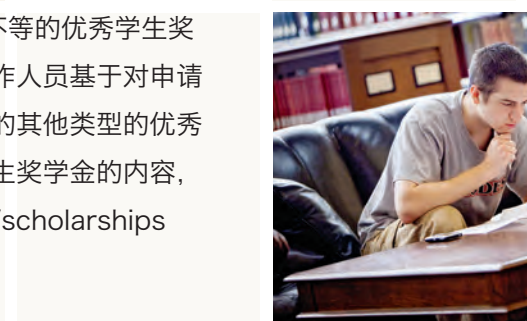 不等的优秀学生奖
作人员基于对申请
的其他类型的优秀
生奖学金的内容,
/scholarships